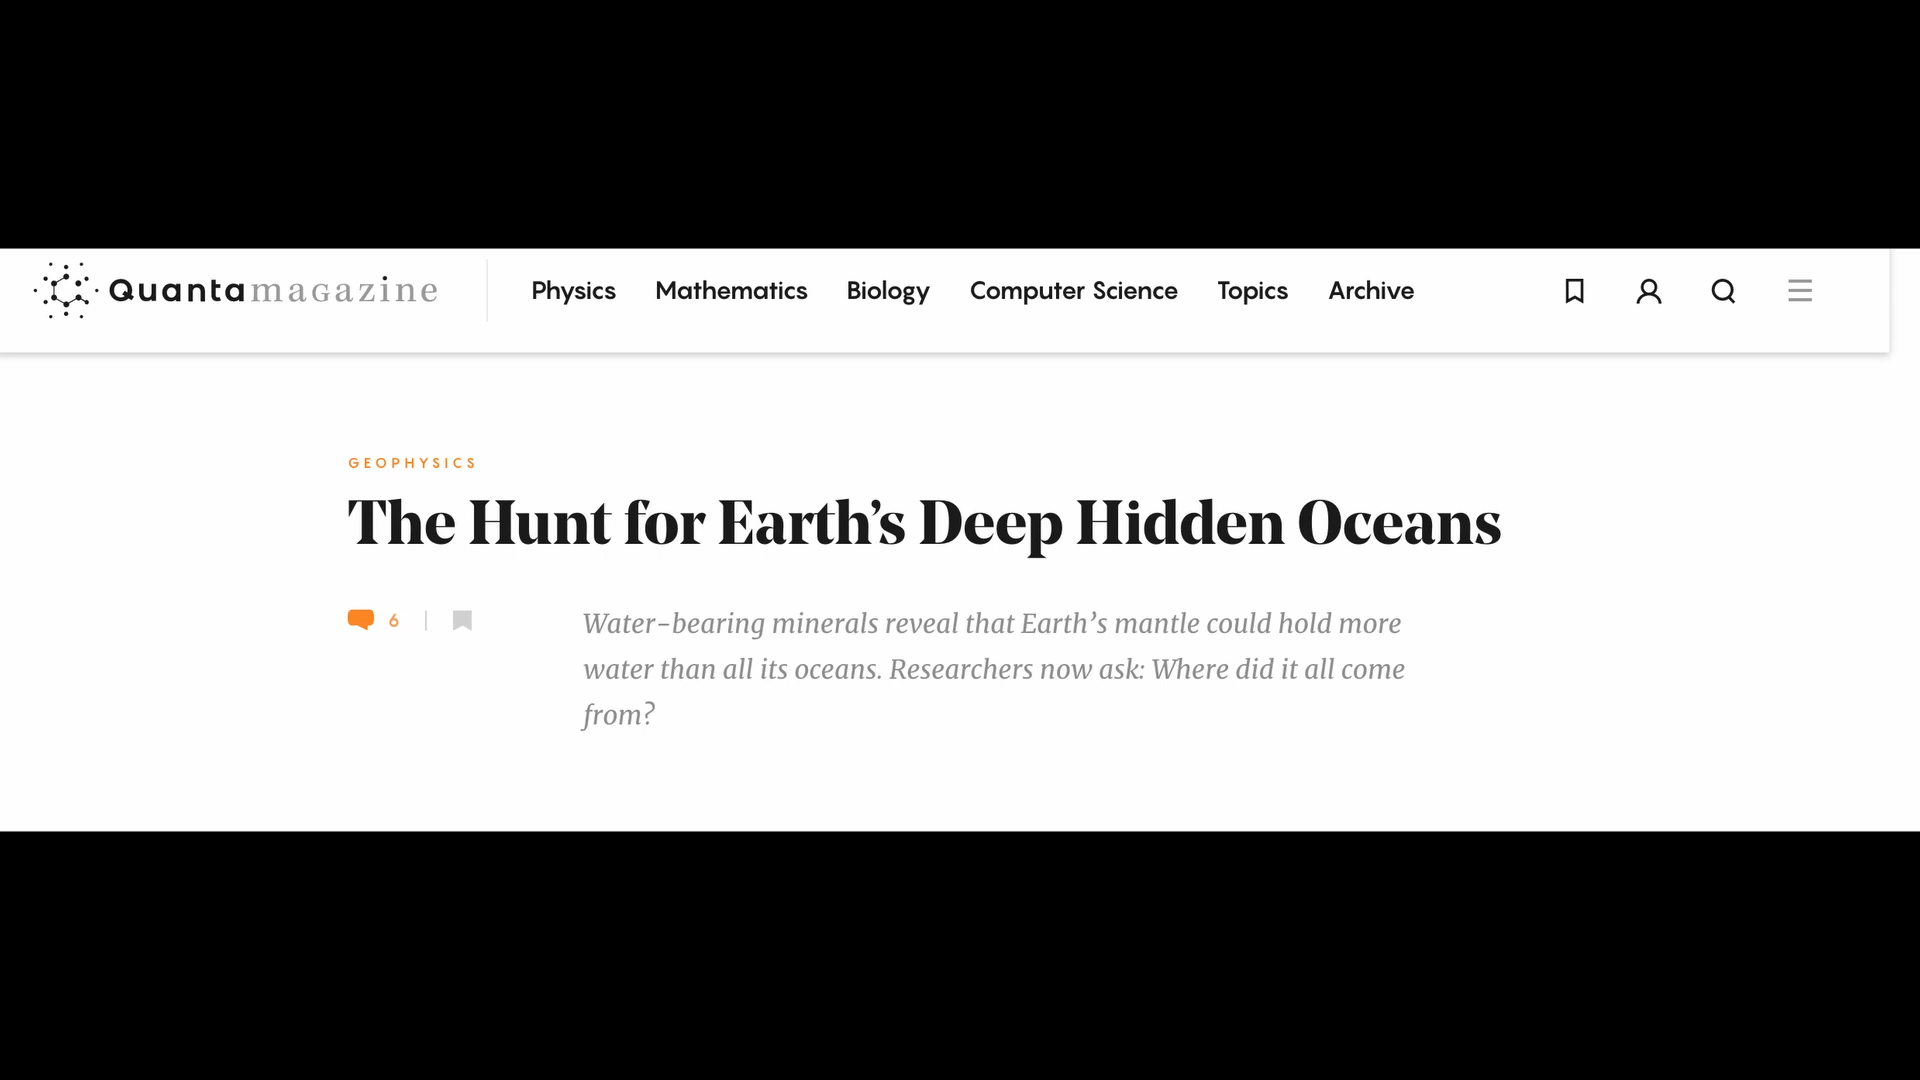 Quantamagazine
Physics Mathematics Biology Computer Science Topics Archive
GEOPHYSICS
The Hunt for Earth’s Deep Hidden Oceans
6
Water-bearing minerals reveal that Earth’s mantle could hold more
water than all its oceans. Researchers now ask: Where did it all come
from?